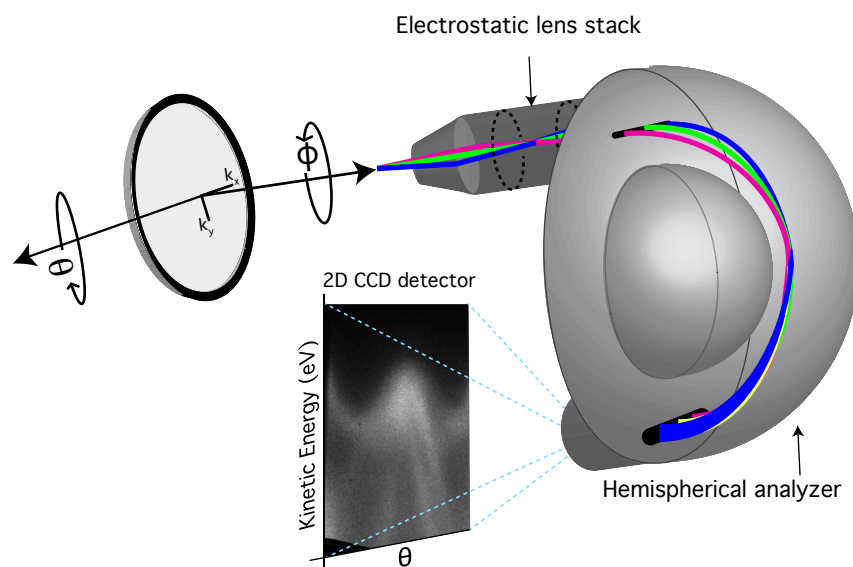 Electrostatic lens stack
Φ
kx
ky
θ
2D CCD detector
Kinetic Energy (eV)
θ
Hemispherical analyzer